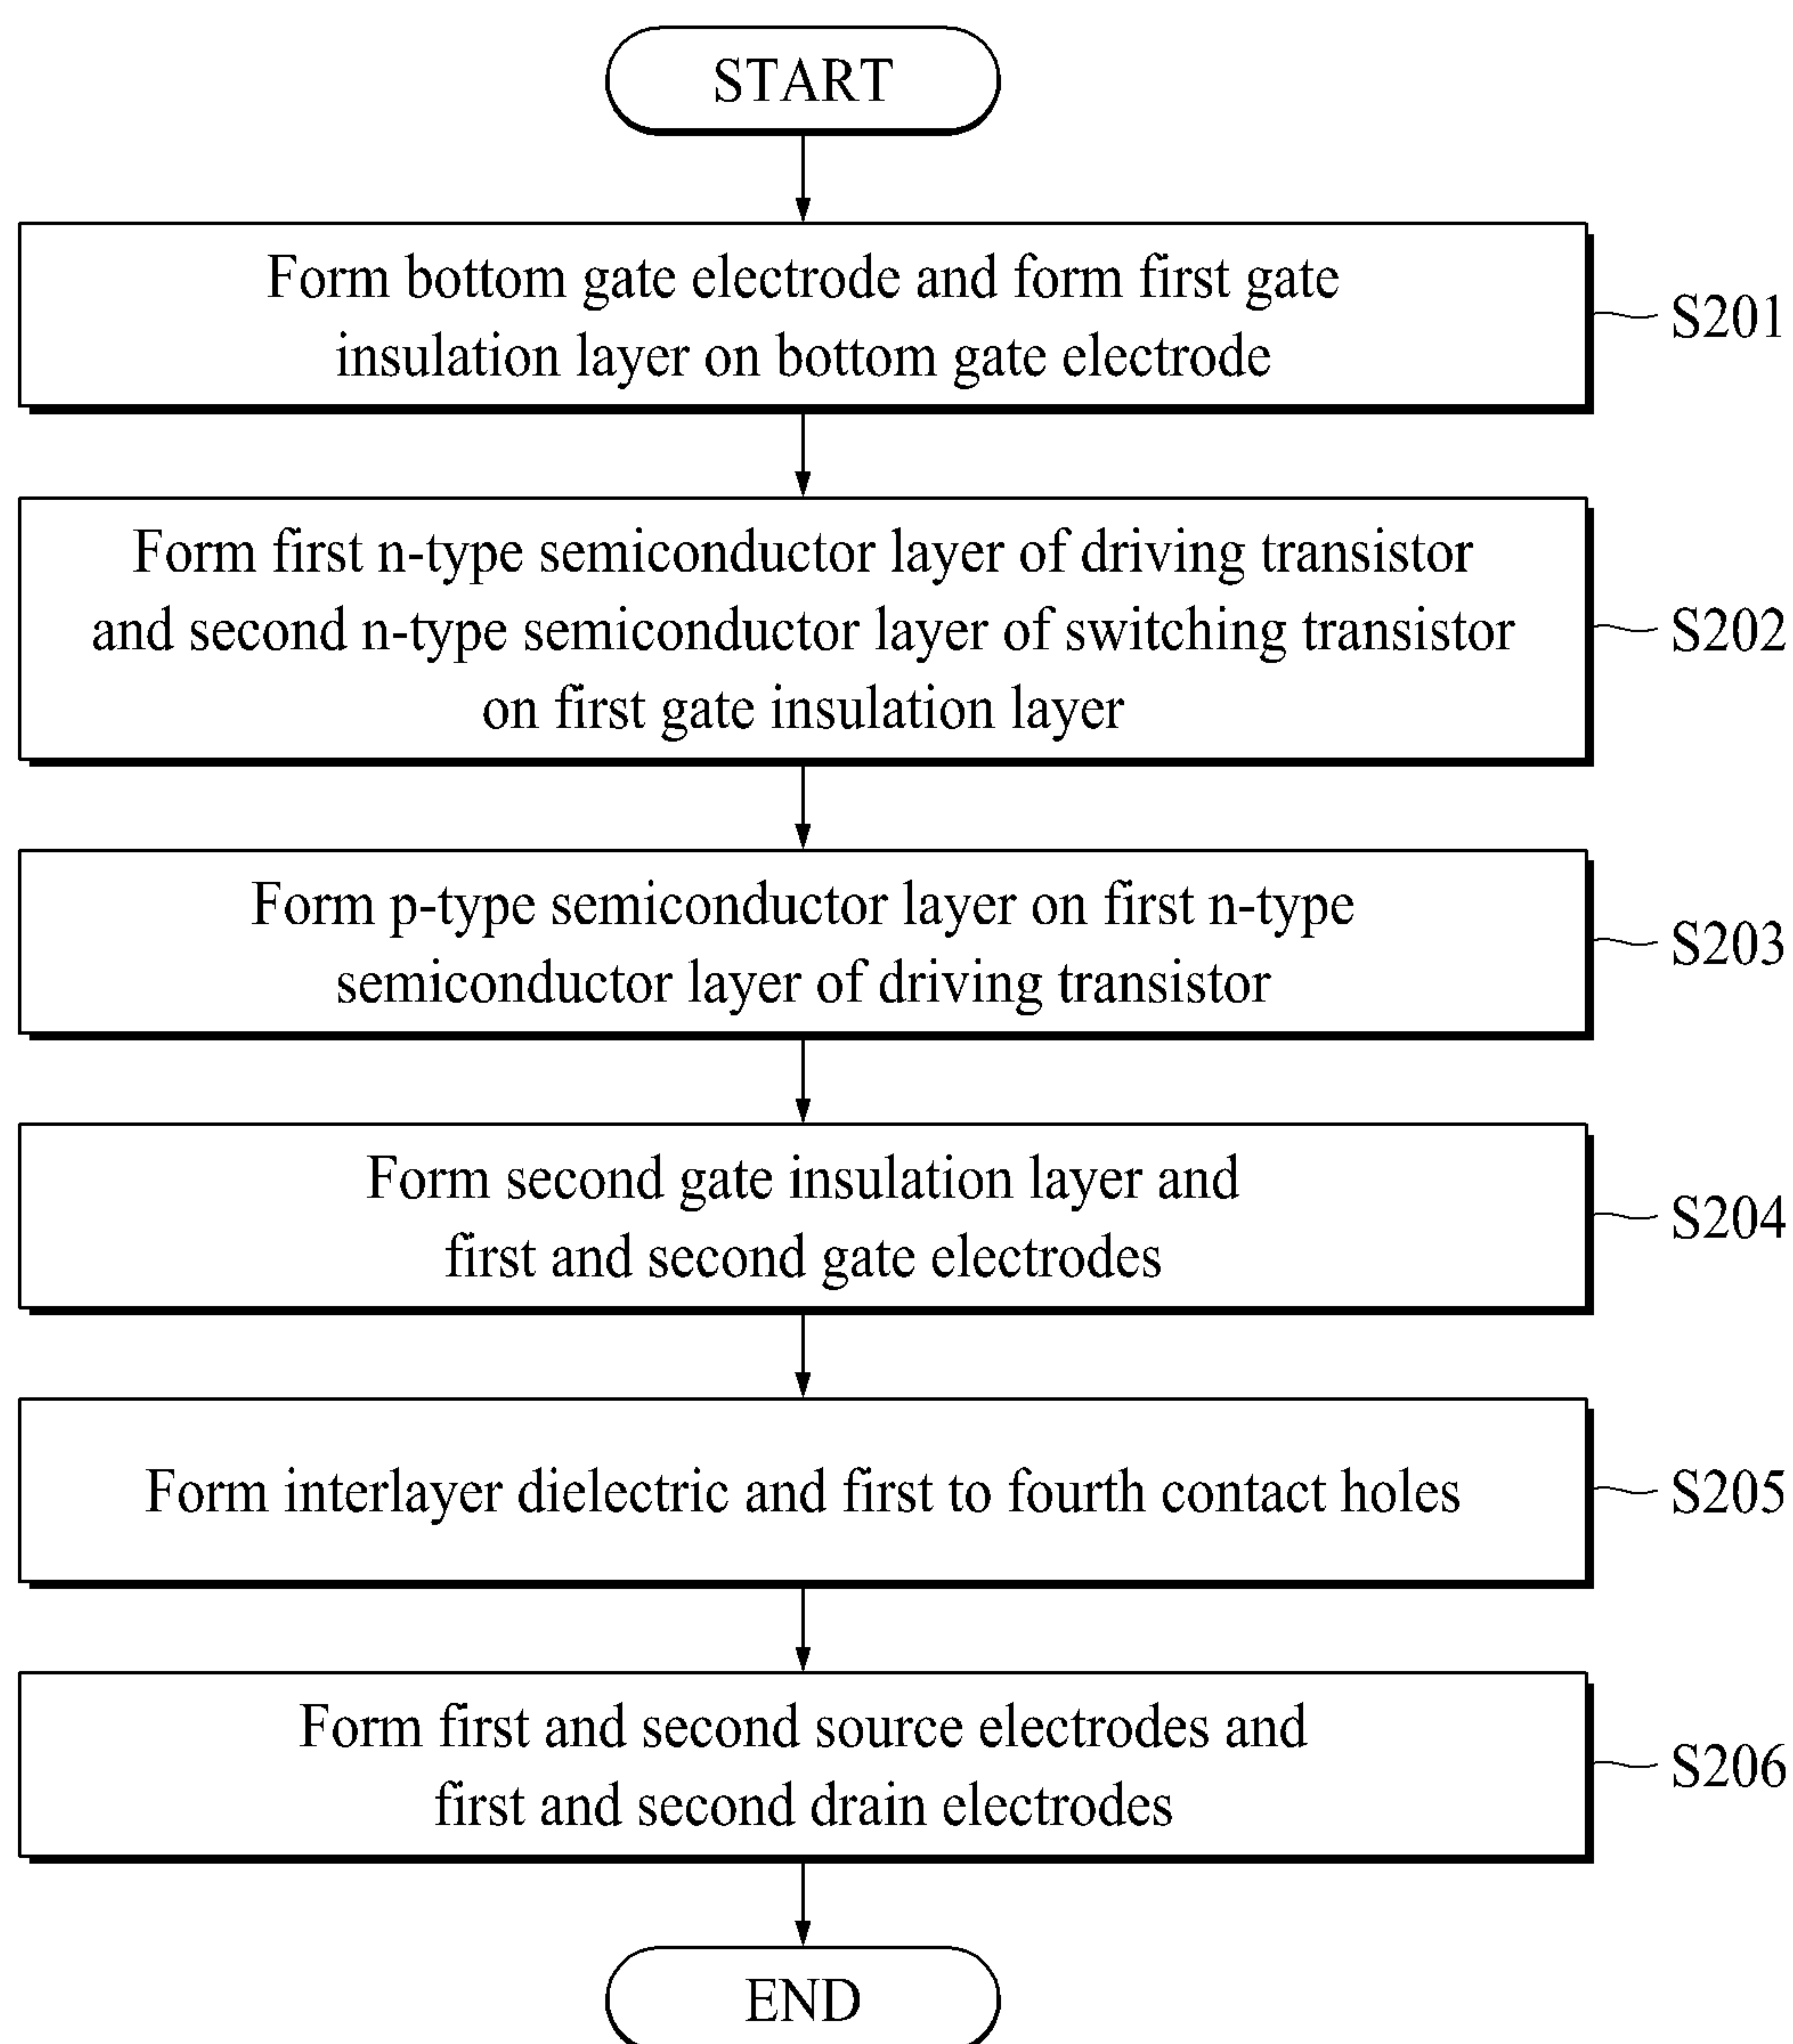 START
Form bottom gate electrode and form first gate
insulation layer on bottom gate electrode
S201
Form first n-type semiconductor layer of driving transistor
and second n-type semiconductor layer of switching transistor
on first gate insulation layer
S202
Form p-type semiconductor layer on first n-type
semiconductor layer of driving transistor
S203
Form second gate insulation layer and
first and second gate electrodes
S204
Form interlayer dielectric and first to fourth contact holes
S205
Form first and second source electrodes and
first and second drain electrodes
S206
END